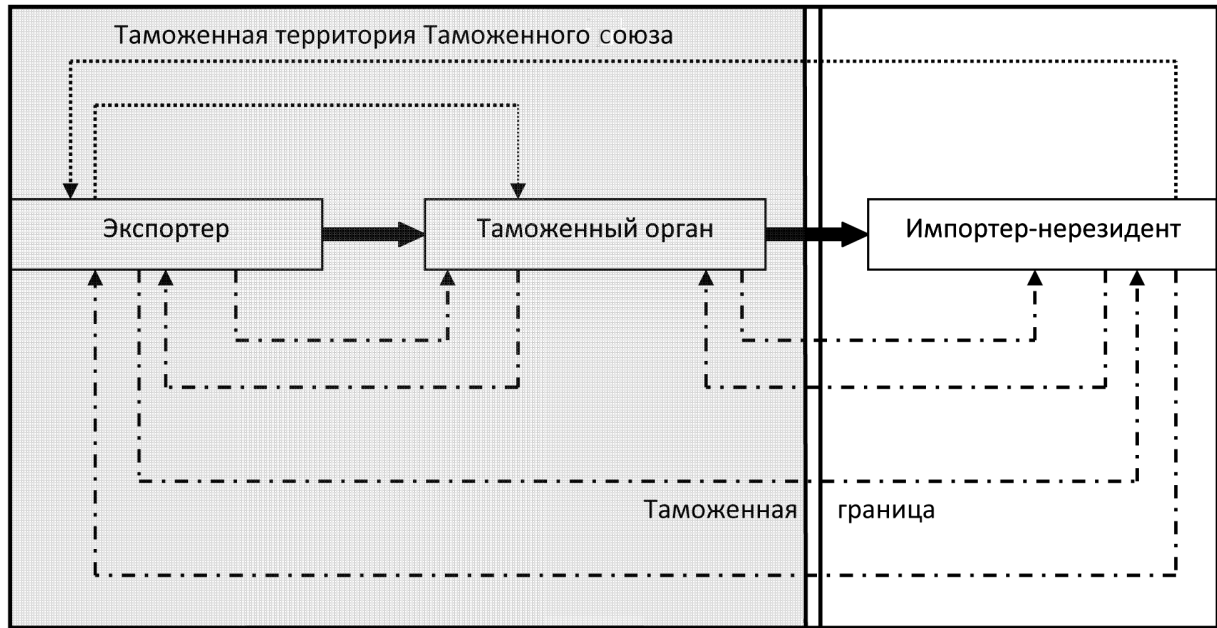 Таможенная территория Таможенного союза
Экспортер
Таможенный орган
Импортер-нерезидент
Таможенная граница